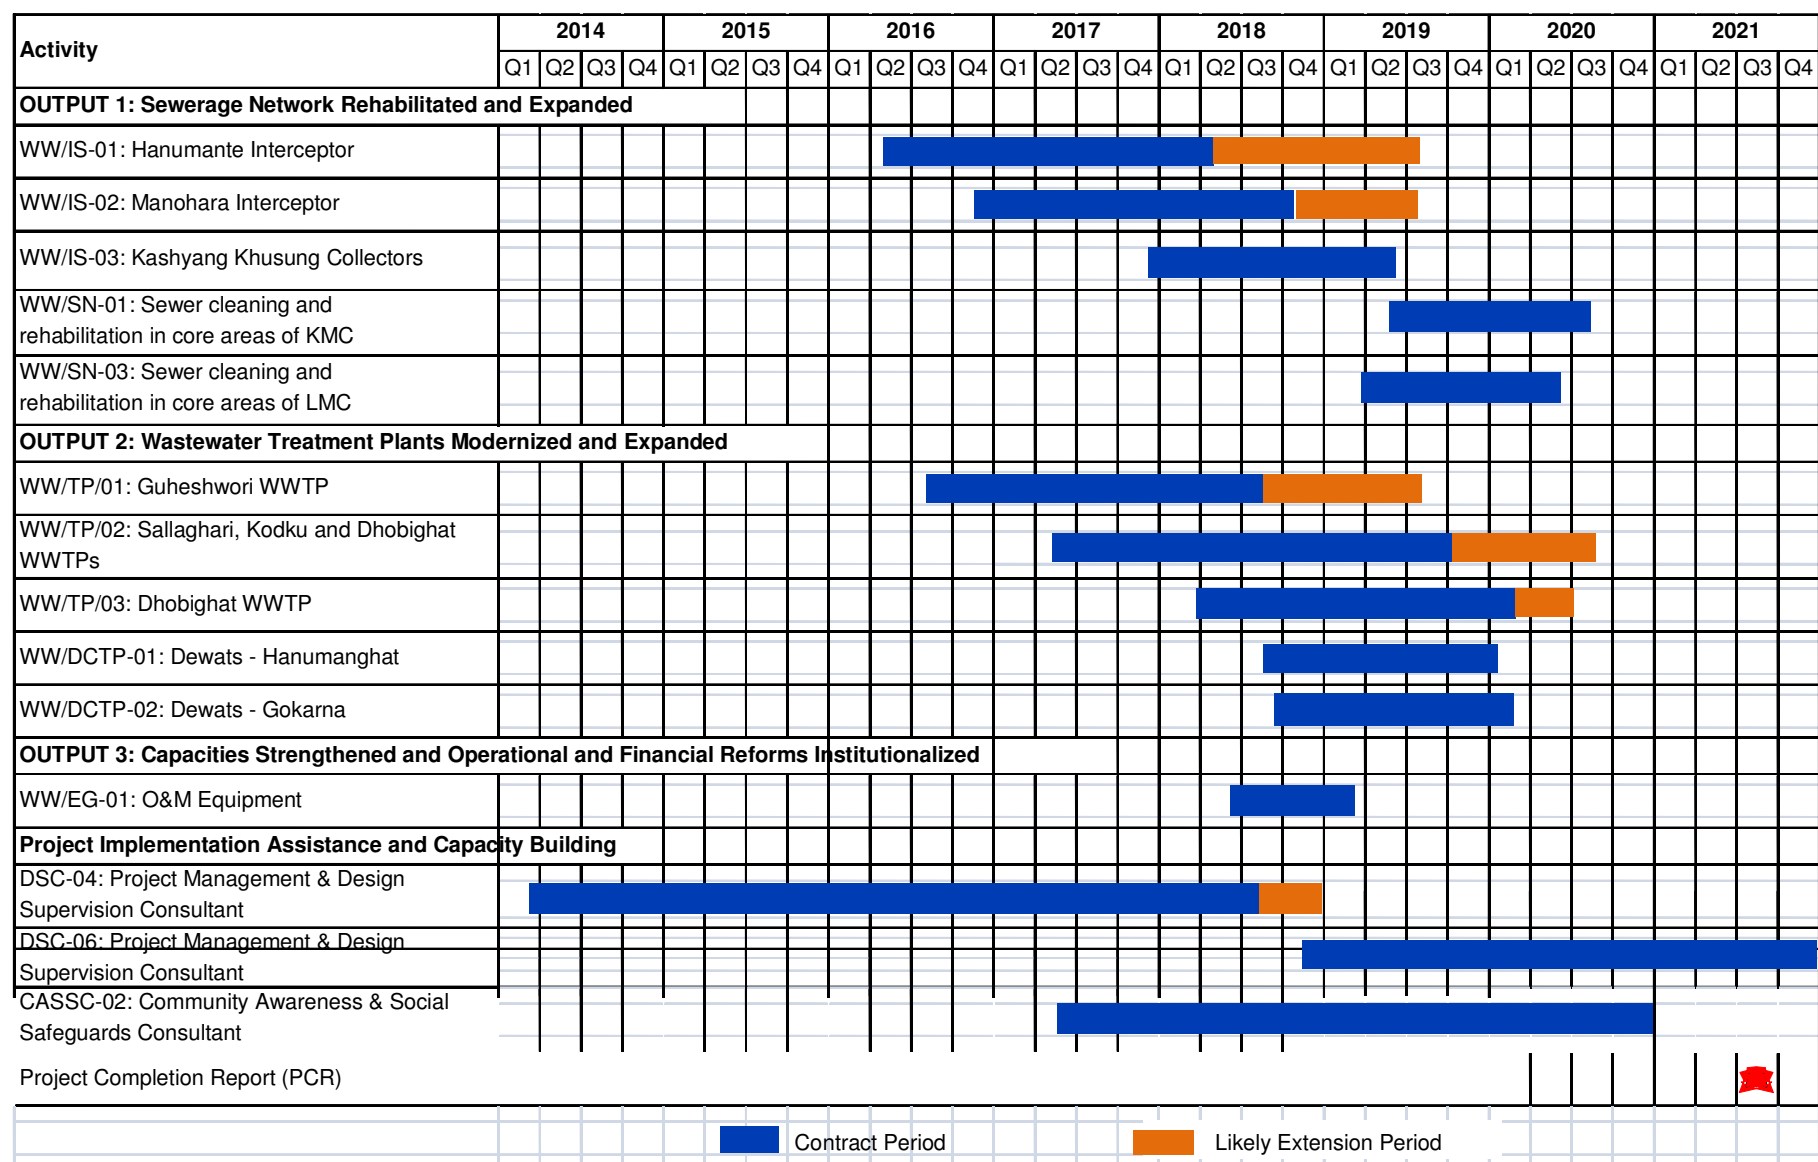 Activity
2014 2015 2016 2017 2018 2019 2020 2021
Q1 Q2 Q3 Q4 Q1 Q2 Q3 Q4 Q1 Q2 Q3 Q4 Q1 Q2 Q3 Q4 Q1 Q2 Q3 Q4 Q1 Q2 Q3 Q4 Q1 Q2 Q3 Q4 Q1 Q2 Q3 Q4
OUTPUT 1: Sewerage Network Rehabilitated and Expanded
WW/IS-01: Hanumante Interceptor
WW/IS-02: Manohara Interceptor
WW/IS-03: Kashyang Khusung Collectors
WW/SN-01: Sewer cleaning and
rehabilitation in core areas of KMC
WW/SN-03: Sewer cleaning and
rehabilitation in core areas of LMC
OUTPUT 2: Wastewater Treatment Plants Modernized and Expanded
WW/TP/01: Guheshwori WWTP
WW/TP/02: Sallaghari, Kodku and Dhobighat
WWTPs
WW/TP/03: Dhobighat WWTP
WW/DCTP-01: Dewats - Hanumanghat
WW/DCTP-02: Dewats - Gokarna
OUTPUT 3: Capacities Strengthened and Operational and Financial Reforms Institutionalized
WW/EG-01: O&M Equipment
Project Implementation Assistance and Capacity Building
DSC-04: Project Management & Design
Supervision Consultant
DSC-06: Project Management & Design
Supervision Consultant
CASSC-02: Community Awareness & Social
Safeguards Consultant
Project Completion Report (PCR)
Contract Period
Likely Extension Period